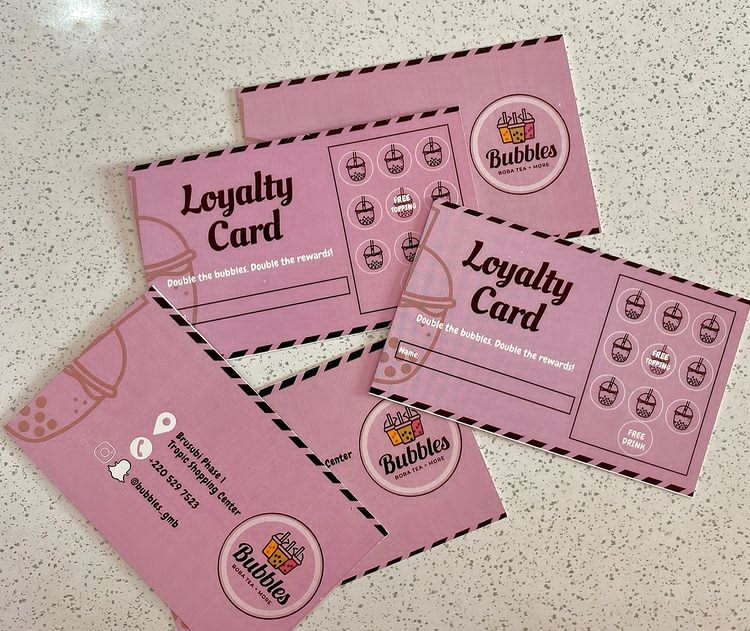 Bubbles
BOBA TEA + MORE
Loyalty
Card
Double the bubbles. Double the rewards!
FREE
TOPPING
Loyalty
Card
Double the bubbles. Double the rewards!
Name
FREE
TOPPING
FREE
DRINK
Center
Bubbles
BOBA TEA + MORE
Brusubi Phase 1
Tropic Shopping Center
+220 529 7523
@bubbles_gmb
Bubbles
BOBA TEA + MORE